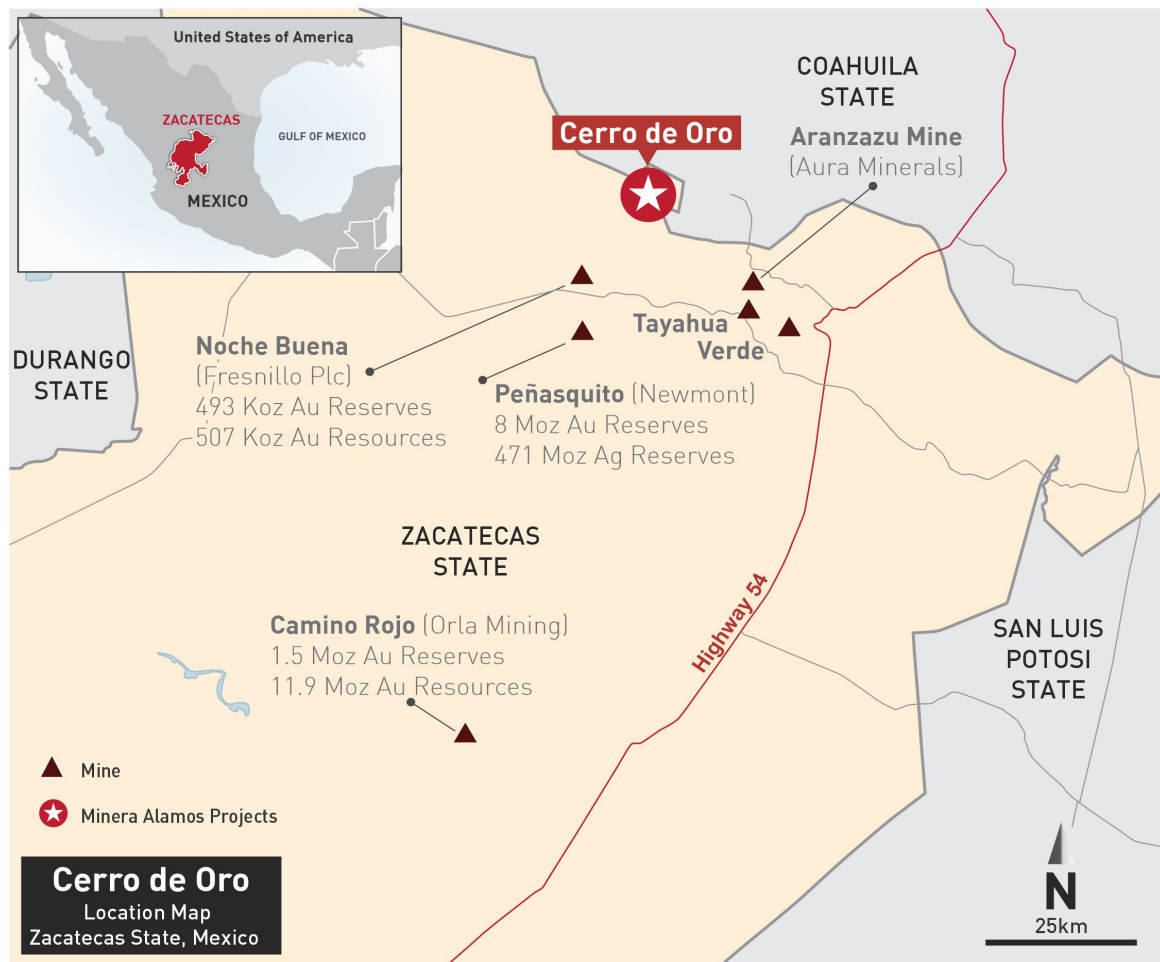 United States of America
ZACATECAS
GULF OF MEXICO
MEXICO
COAHUILA
STATE
Cerro de Oro
Aranzazu Mine
(Aura Minerals)
DURANGO
STATE
Noche Buena
(Fresnillo Plc)
493 Koz Au Reserves
507 Koz Au Resources
Tayahua
Verde
Peñasquito (Newmont)
8 Moz Au Reserves
471 Moz Ag Reserves
ZACATECAS
STATE
Camino Rojo (Orla Mining)
1.5 Moz Au Reserves
11.9 Moz Au Resources
Highway 54
SAN LUIS
POTOSI
STATE
Mine
Minera Alamos Projects
Cerro de Oro
Location Map
Zacatecas State, Mexico
N
25km